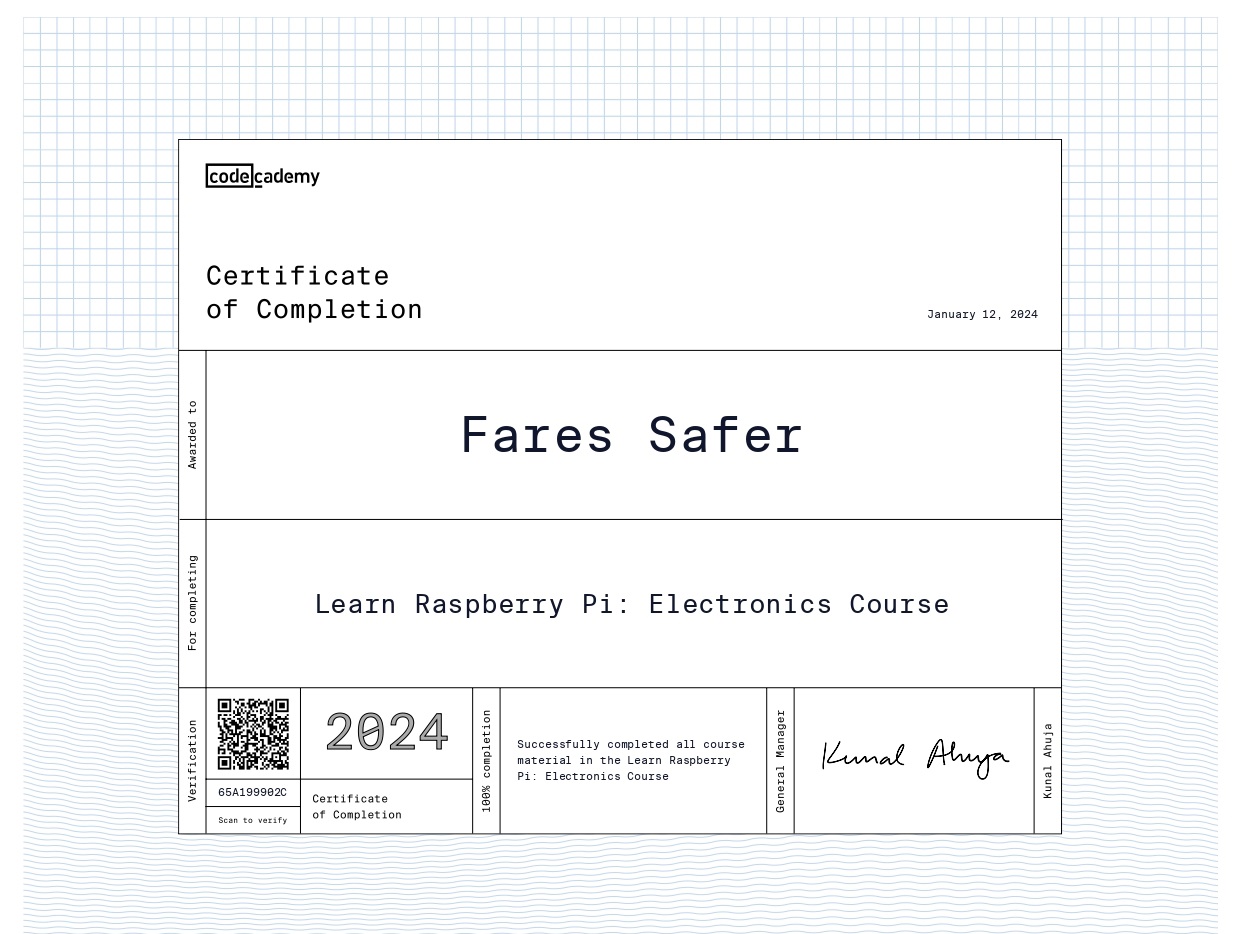 codecademy
Certificate
of Completion
January 12, 2024
Awarded to
Fares Safer
For completing
Learn Raspberry Pi: Electronics Course
Verification
65A199902C
Scan to verify
2024
Certificate
of Completion
100% completion
Successfully completed all course
material in the Learn Raspberry
Pi: Electronics Course
General Manager
Kunal Ahuja
Kunal Ahuja